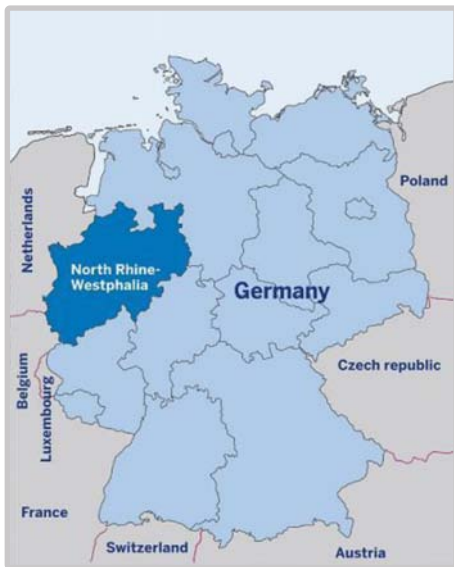 Poland
Netherlands
North Rhine-
Westphalia
Germany
Belgium
Luxembourg
Czech republic
France
Switzerland
Austria